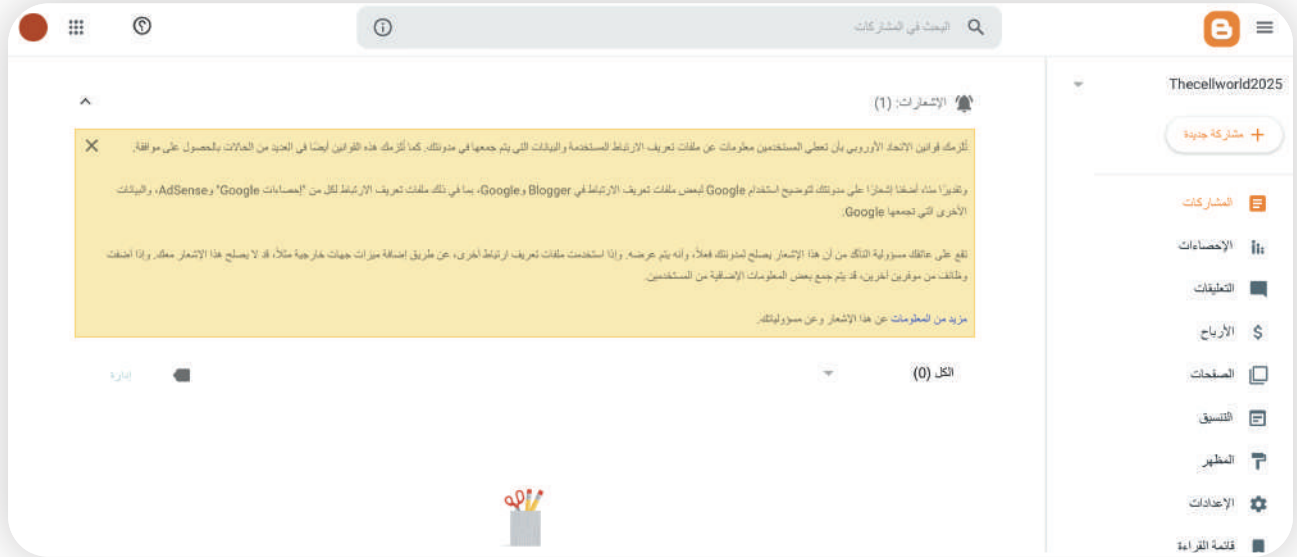 البحث في المشاركات
Thecellworld2025
مشاركة جديدة
المشاركات
الإحصاءات
التعليقات
الأرباح
الصفحات
التنسيق
المظهر
الإعدادات
قائمة القراءة
الإشعارات: (1)
تُلزمك قوانين الاتحاد الأوروبي بأن تعطي المستخدمين معلومات عن ملفات تعريف الارتباط المستخدمة والبيانات التي يتم جمعها في مدونتك. كما تُلزمك هذه القوانين أيضًا في العديد من الحالات بالحصول على موافقة.
وتقديرًا منا، أضفنا إشعارًا على مدونتك لتوضيح استخدام Google لبعض ملفات تعريف الارتباط في Blogger وGoogle، بما في ذلك ملفات تعريف الارتباط لكل من "إحصاءات Google" وAdSense، والبيانات
الأخرى التي تجمعها Google.
تقع على عاتقك مسؤولية التأكد من أن هذا الإشعار يصلح لمدونتك فعلاً، وأنه يتم عرضه. وإذا استخدمت ملفات تعريف ارتباط أخرى، عن طريق إضافة ميزات جهات خارجية مثلاً، قد لا يصلح هذا الاشعار معك. وإذا أضفت
وظائف من موفرين آخرين، قد يتم جمع بعض المعلومات الإضافية من المستخدمين.
مزيد من المعلومات عن هذا الإشعار وعن مسؤولياتك.
الكل (0)
إدارة